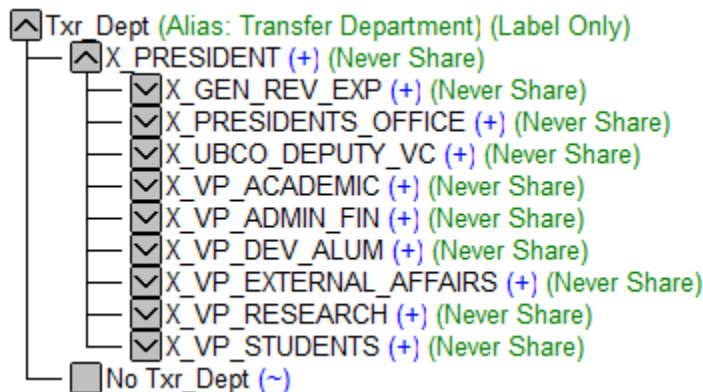 Txr_Dept (Alias: Transfer Department) (Label Only)
X_PRESIDENT (+) (Never Share)
X_GEN_REV_EXP (+) (Never Share)
X_PRESIDENTS_OFFICE (+) (Never Share)
X_UBCO_DEPUTY_VC (+) (Never Share)
X_VP_ACADEMIC (+) (Never Share)
X_VP_ADMIN_FIN (+) (Never Share)
X_VP_DEV_ALUM (+) (Never Share)
X_VP_EXTERNAL_AFFAIRS (+) (Never Share)
X_VP_RESEARCH (+) (Never Share)
X_VP_STUDENTS (+) (Never Share)
No Txr_Dept (~)